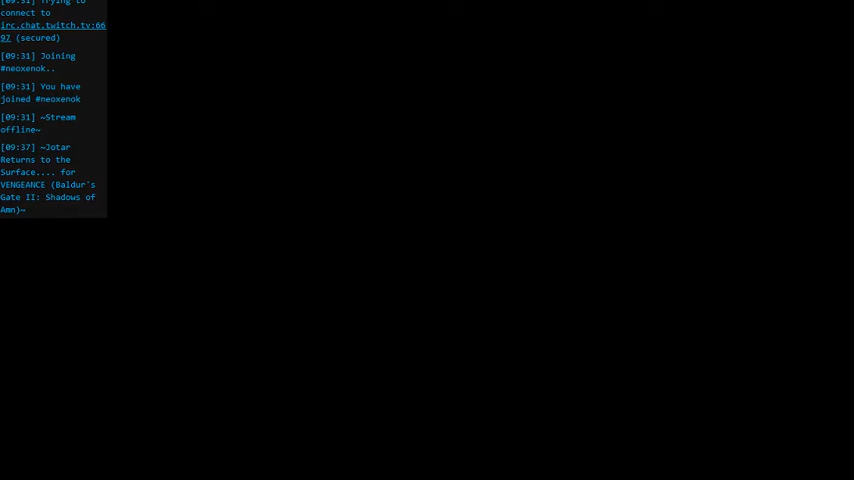 [09:31] Trying to
connect to
irc.chat.twitch.tv:66
97 (secured)
[09:31] Joining
#neoxenok..
[09:31] You have
joined #neoxenok
[09:31] ~Stream
offline~
[09:37] ~Jotar
Returns to the
Surface.... for
VENGEANCE (Baldur's
Gate II: Shadows of
Amn)~